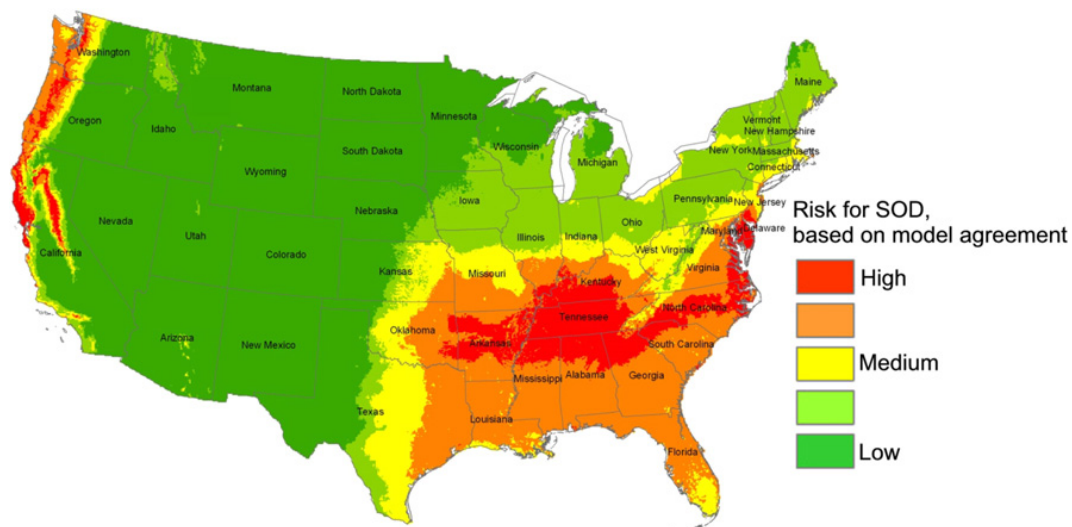 Washington
Montana
North Dakota
Minnesota
Maine
Oregon
Idaho
Vermont
New Hampshire
South Dakota
Wisconsin
Michigan
New York
Massachusetts
Wyoming
Connecticut
Iowa
Pennsylvania
New Jersey
Nebraska
Nevada
Utah
Illinois
Indiana
Ohio
Maryland
Delaware
California
Colorado
Kansas
Missouri
West Virginia
Virginia
Kentucky
Arizona
New Mexico
Oklahoma
Arkansas
Tennessee
North Carolina
South Carolina
Mississippi
Alabama
Georgia
Texas
Louisiana
Florida
Risk for SOD,
based on model agreement
High
Medium
Low